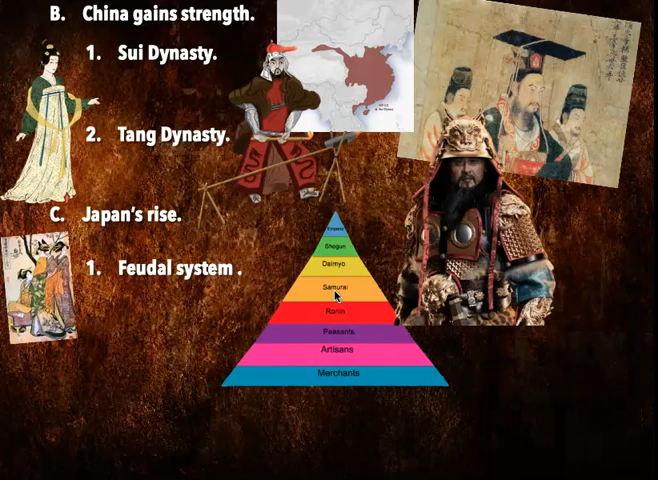 B. China gains strength.
1. Sui Dynasty.
2. Tang Dynasty.
C. Japan's rise.
1. Feudal system .
Emperor
Shogun
Daimyo
Samurai
Ronin
Peasants
Artisans
Merchants